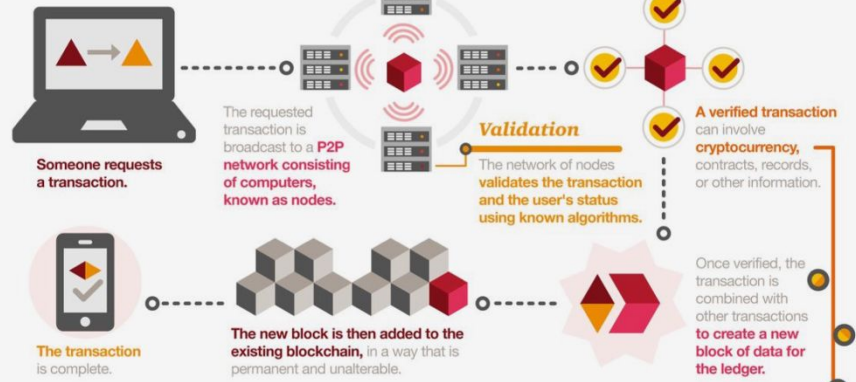 Someone requests
a transaction.
The requested
transaction is
broadcast to a P2P
network consisting
of computers,
known as nodes.
Validation
The network of nodes
validates the transaction
and the user's status
using known algorithms.
A verified transaction
can involve
cryptocurrency,
contracts, records,
or other information.
Once verified, the
transaction is
combined with
other transactions
to create a new
block of data for
the ledger.
The new block is then added to the
existing blockchain, in a way that is
permanent and unalterable.
The transaction
is complete.